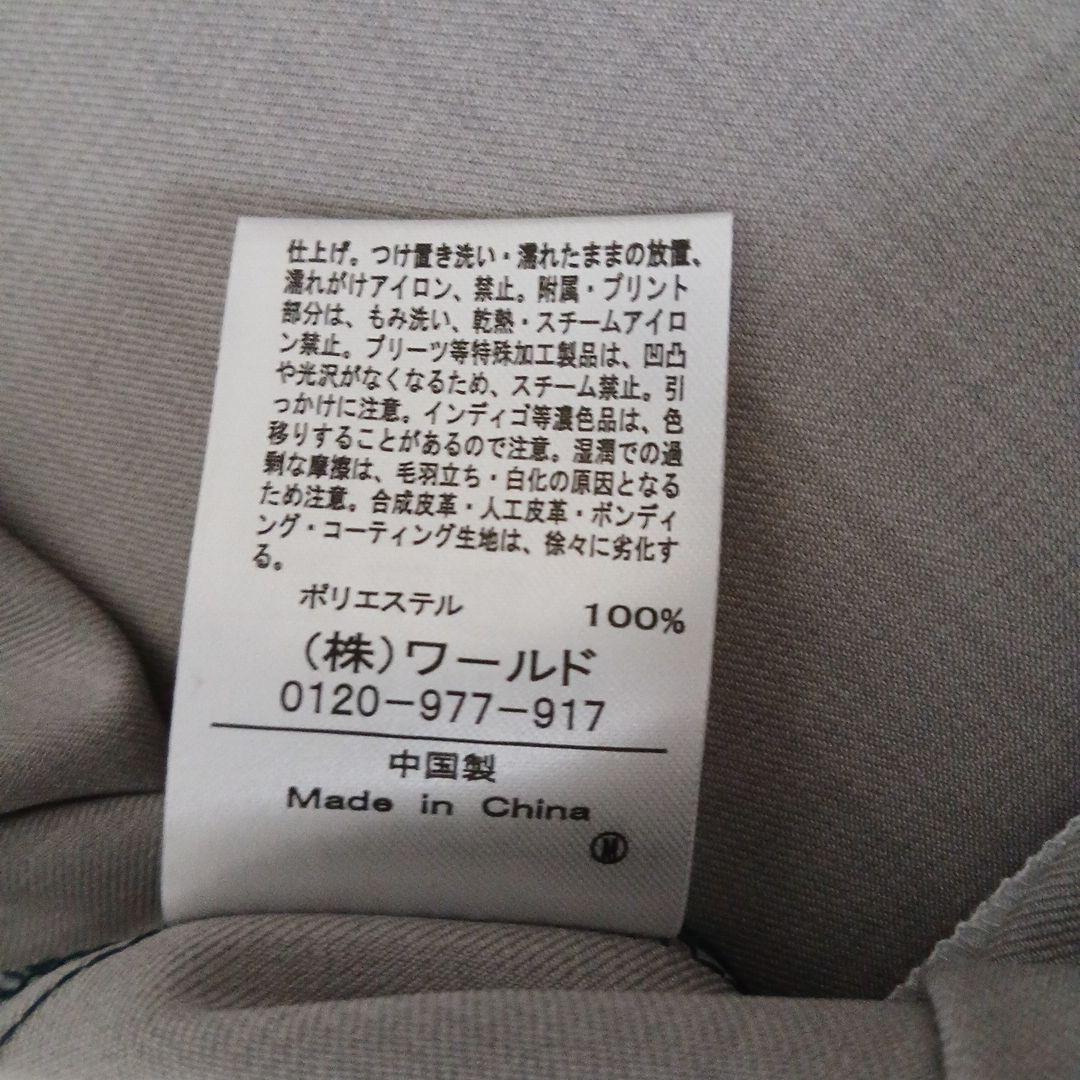 仕上げ。つけ置き洗い・濡れたままの放置、
濡れがけアイロン、禁止。附属・プリント
部分は、もみ洗い、乾熱・スチームアイロ
ン禁止。プリーツ等特殊加工製品は、凹凸
や光沢がなくなるため、スチーム禁止。引
っかけに注意。インディゴ等濃色品は、色
移りすることがあるので注意。湿潤での過
剰な摩擦は、毛羽立ち・白化の原因となる
ため注意。合成皮革・人工皮革・ボンディ
ング・コーティング生地は、徐々に劣化す
る。
ポリエステル 100%
(株)ワールド
0120-977-917
中国製
Made in China
Ⓜ